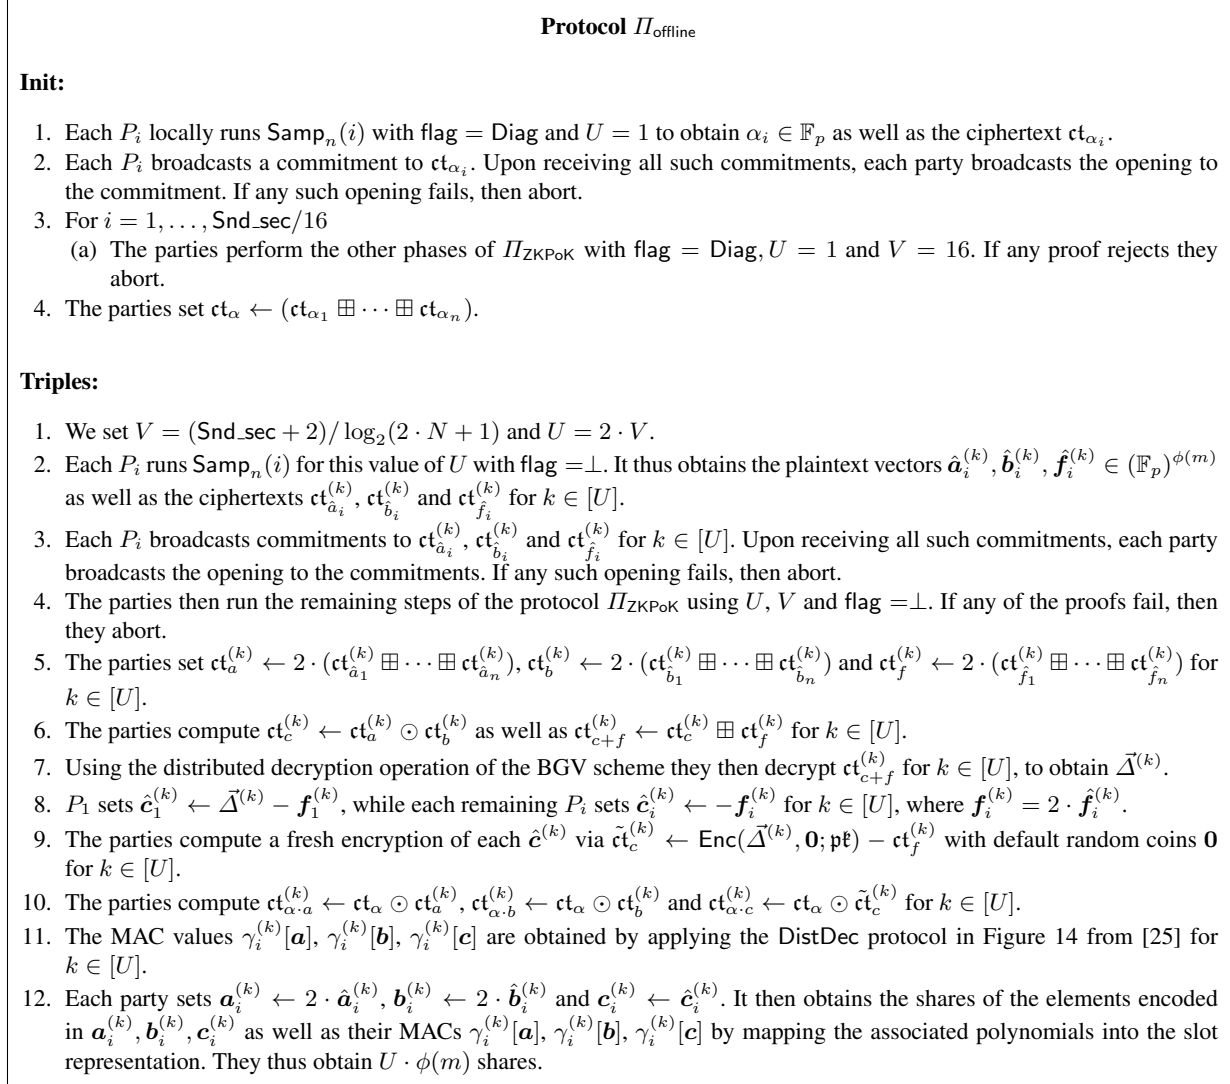 Protocol Π_offline
Init:
1. Each P_i locally runs Samp_n(i) with flag = Diag and U = 1 to obtain α_i ∈ 𝔽_p as well as the ciphertext 𝔠𝔱_{α_i}.
2. Each P_i broadcasts a commitment to 𝔠𝔱_{α_i}. Upon receiving all such commitments, each party broadcasts the opening to
the commitment. If any such opening fails, then abort.
3. For i = 1, . . . , Snd_sec/16
(a) The parties perform the other phases of Π_ZKPoK with flag = Diag, U = 1 and V = 16. If any proof rejects they
abort.
4. The parties set 𝔠𝔱_α ← (𝔠𝔱_{α_1} ⊞ · · · ⊞ 𝔠𝔱_{α_n}).
Triples:
1. We set V = (Snd_sec + 2)/ log_2(2 · N + 1) and U = 2 · V.
2. Each P_i runs Samp_n(i) for this value of U with flag =⊥. It thus obtains the plaintext vectors â_i^{(k)}, b̂_i^{(k)}, f̂_i^{(k)} ∈ (𝔽_p)^{ϕ(m)}
as well as the ciphertexts 𝔠𝔱_{â_i}^{(k)}, 𝔠𝔱_{b̂_i}^{(k)} and 𝔠𝔱_{f̂_i}^{(k)} for k ∈ [U].
3. Each P_i broadcasts commitments to 𝔠𝔱_{â_i}^{(k)}, 𝔠𝔱_{b̂_i}^{(k)} and 𝔠𝔱_{f̂_i}^{(k)} for k ∈ [U]. Upon receiving all such commitments, each party
broadcasts the opening to the commitments. If any such opening fails, then abort.
4. The parties then run the remaining steps of the protocol Π_ZKPoK using U, V and flag =⊥. If any of the proofs fail, then
they abort.
5. The parties set 𝔠𝔱_a^{(k)} ← 2 · (𝔠𝔱_{â_1}^{(k)} ⊞ · · · ⊞ 𝔠𝔱_{â_n}^{(k)}), 𝔠𝔱_b^{(k)} ← 2 · (𝔠𝔱_{b̂_1}^{(k)} ⊞ · · · ⊞ 𝔠𝔱_{b̂_n}^{(k)}) and 𝔠𝔱_f^{(k)} ← 2 · (𝔠𝔱_{f̂_1}^{(k)} ⊞ · · · ⊞ 𝔠𝔱_{f̂_n}^{(k)}) for
k ∈ [U].
6. The parties compute 𝔠𝔱_c^{(k)} ← 𝔠𝔱_a^{(k)} ⊙ 𝔠𝔱_b^{(k)} as well as 𝔠𝔱_{c+f}^{(k)} ← 𝔠𝔱_c^{(k)} ⊞ 𝔠𝔱_f^{(k)} for k ∈ [U].
7. Using the distributed decryption operation of the BGV scheme they then decrypt 𝔠𝔱_{c+f}^{(k)} for k ∈ [U], to obtain Δ⃗^{(k)}.
8. P_1 sets ĉ_1^{(k)} ← Δ⃗^{(k)} − f_1^{(k)}, while each remaining P_i sets ĉ_i^{(k)} ← −f_i^{(k)} for k ∈ [U], where f_i^{(k)} = 2 · f̂_i^{(k)}.
9. The parties compute a fresh encryption of each ĉ^{(k)} via 𝔠𝔱̃_c^{(k)} ← Enc(Δ⃗^{(k)}, 0; 𝔭𝔨) − 𝔠𝔱_f^{(k)} with default random coins 0
for k ∈ [U].
10. The parties compute 𝔠𝔱_{α·a}^{(k)} ← 𝔠𝔱_α ⊙ 𝔠𝔱_a^{(k)}, 𝔠𝔱_{α·b}^{(k)} ← 𝔠𝔱_α ⊙ 𝔠𝔱_b^{(k)} and 𝔠𝔱_{α·c}^{(k)} ← 𝔠𝔱_α ⊙ 𝔠𝔱̃_c^{(k)} for k ∈ [U].
11. The MAC values γ_i^{(k)}[a], γ_i^{(k)}[b], γ_i^{(k)}[c] are obtained by applying the DistDec protocol in Figure 14 from [25] for
k ∈ [U].
12. Each party sets a_i^{(k)} ← 2 · â_i^{(k)}, b_i^{(k)} ← 2 · b̂_i^{(k)} and c_i^{(k)} ← ĉ_i^{(k)}. It then obtains the shares of the elements encoded
in a_i^{(k)}, b_i^{(k)}, c_i^{(k)} as well as their MACs γ_i^{(k)}[a], γ_i^{(k)}[b], γ_i^{(k)}[c] by mapping the associated polynomials into the slot
representation. They thus obtain U · ϕ(m) shares.